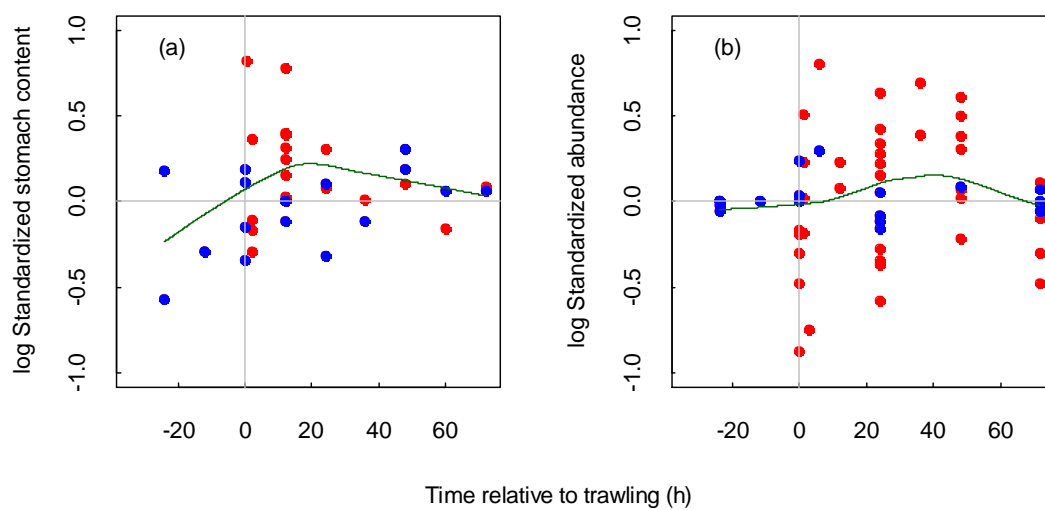 log Standardized stomach content
1.0
0.5
0.0
-0.5
-1.0
(a)
-20 0 20 40 60
log Standardized abundance
1.0
0.5
0.0
-0.5
-1.0
(b)
-20 0 20 40 60
Time relative to trawling (h)